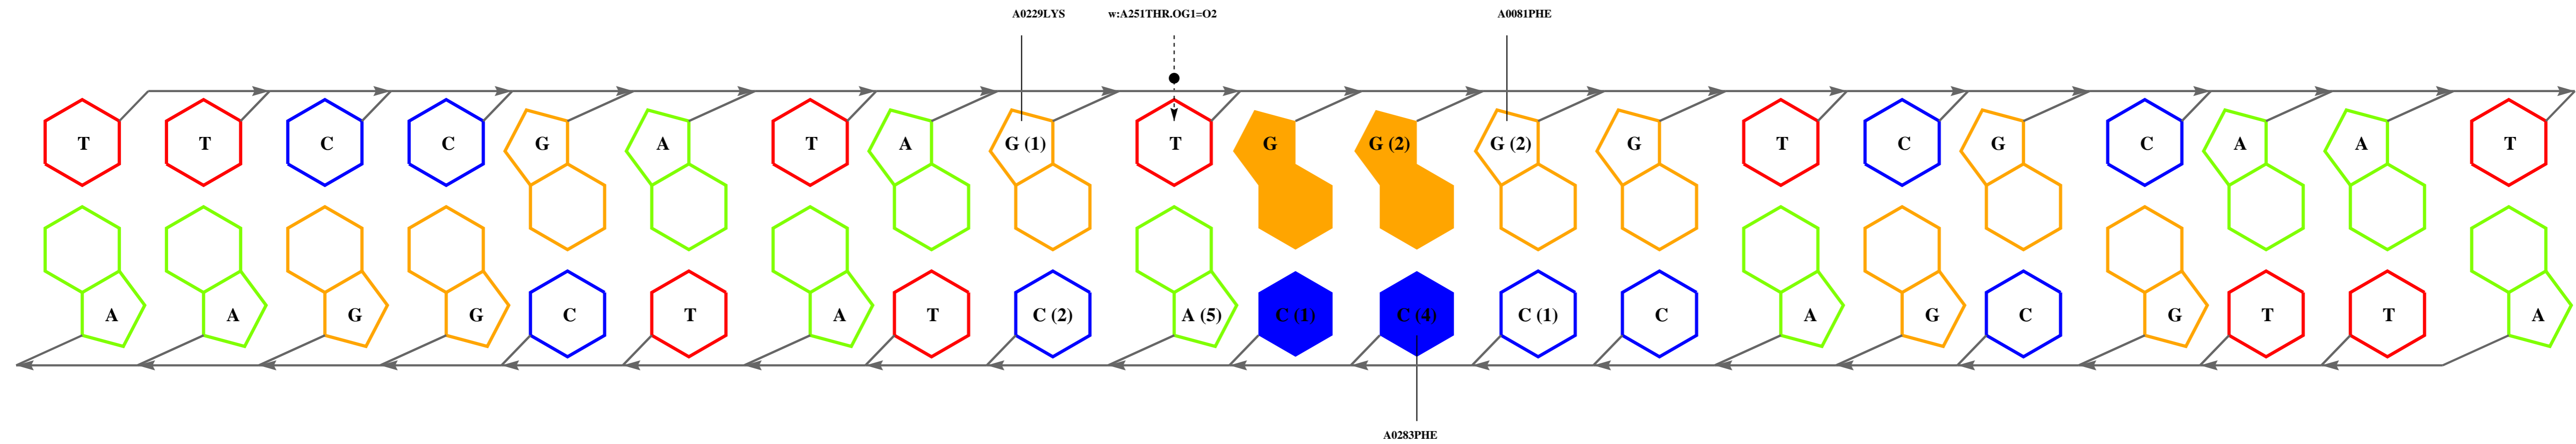 A0229LYS w:A251THR.OG1=O2 A0081PHE
T T C C G A T A G (1) T G G (2) G (2) G T C G C A A T
A A G G C T A T C (2) A (5) C (1) C (4) C (1) C A G C G T T A
A0283PHE